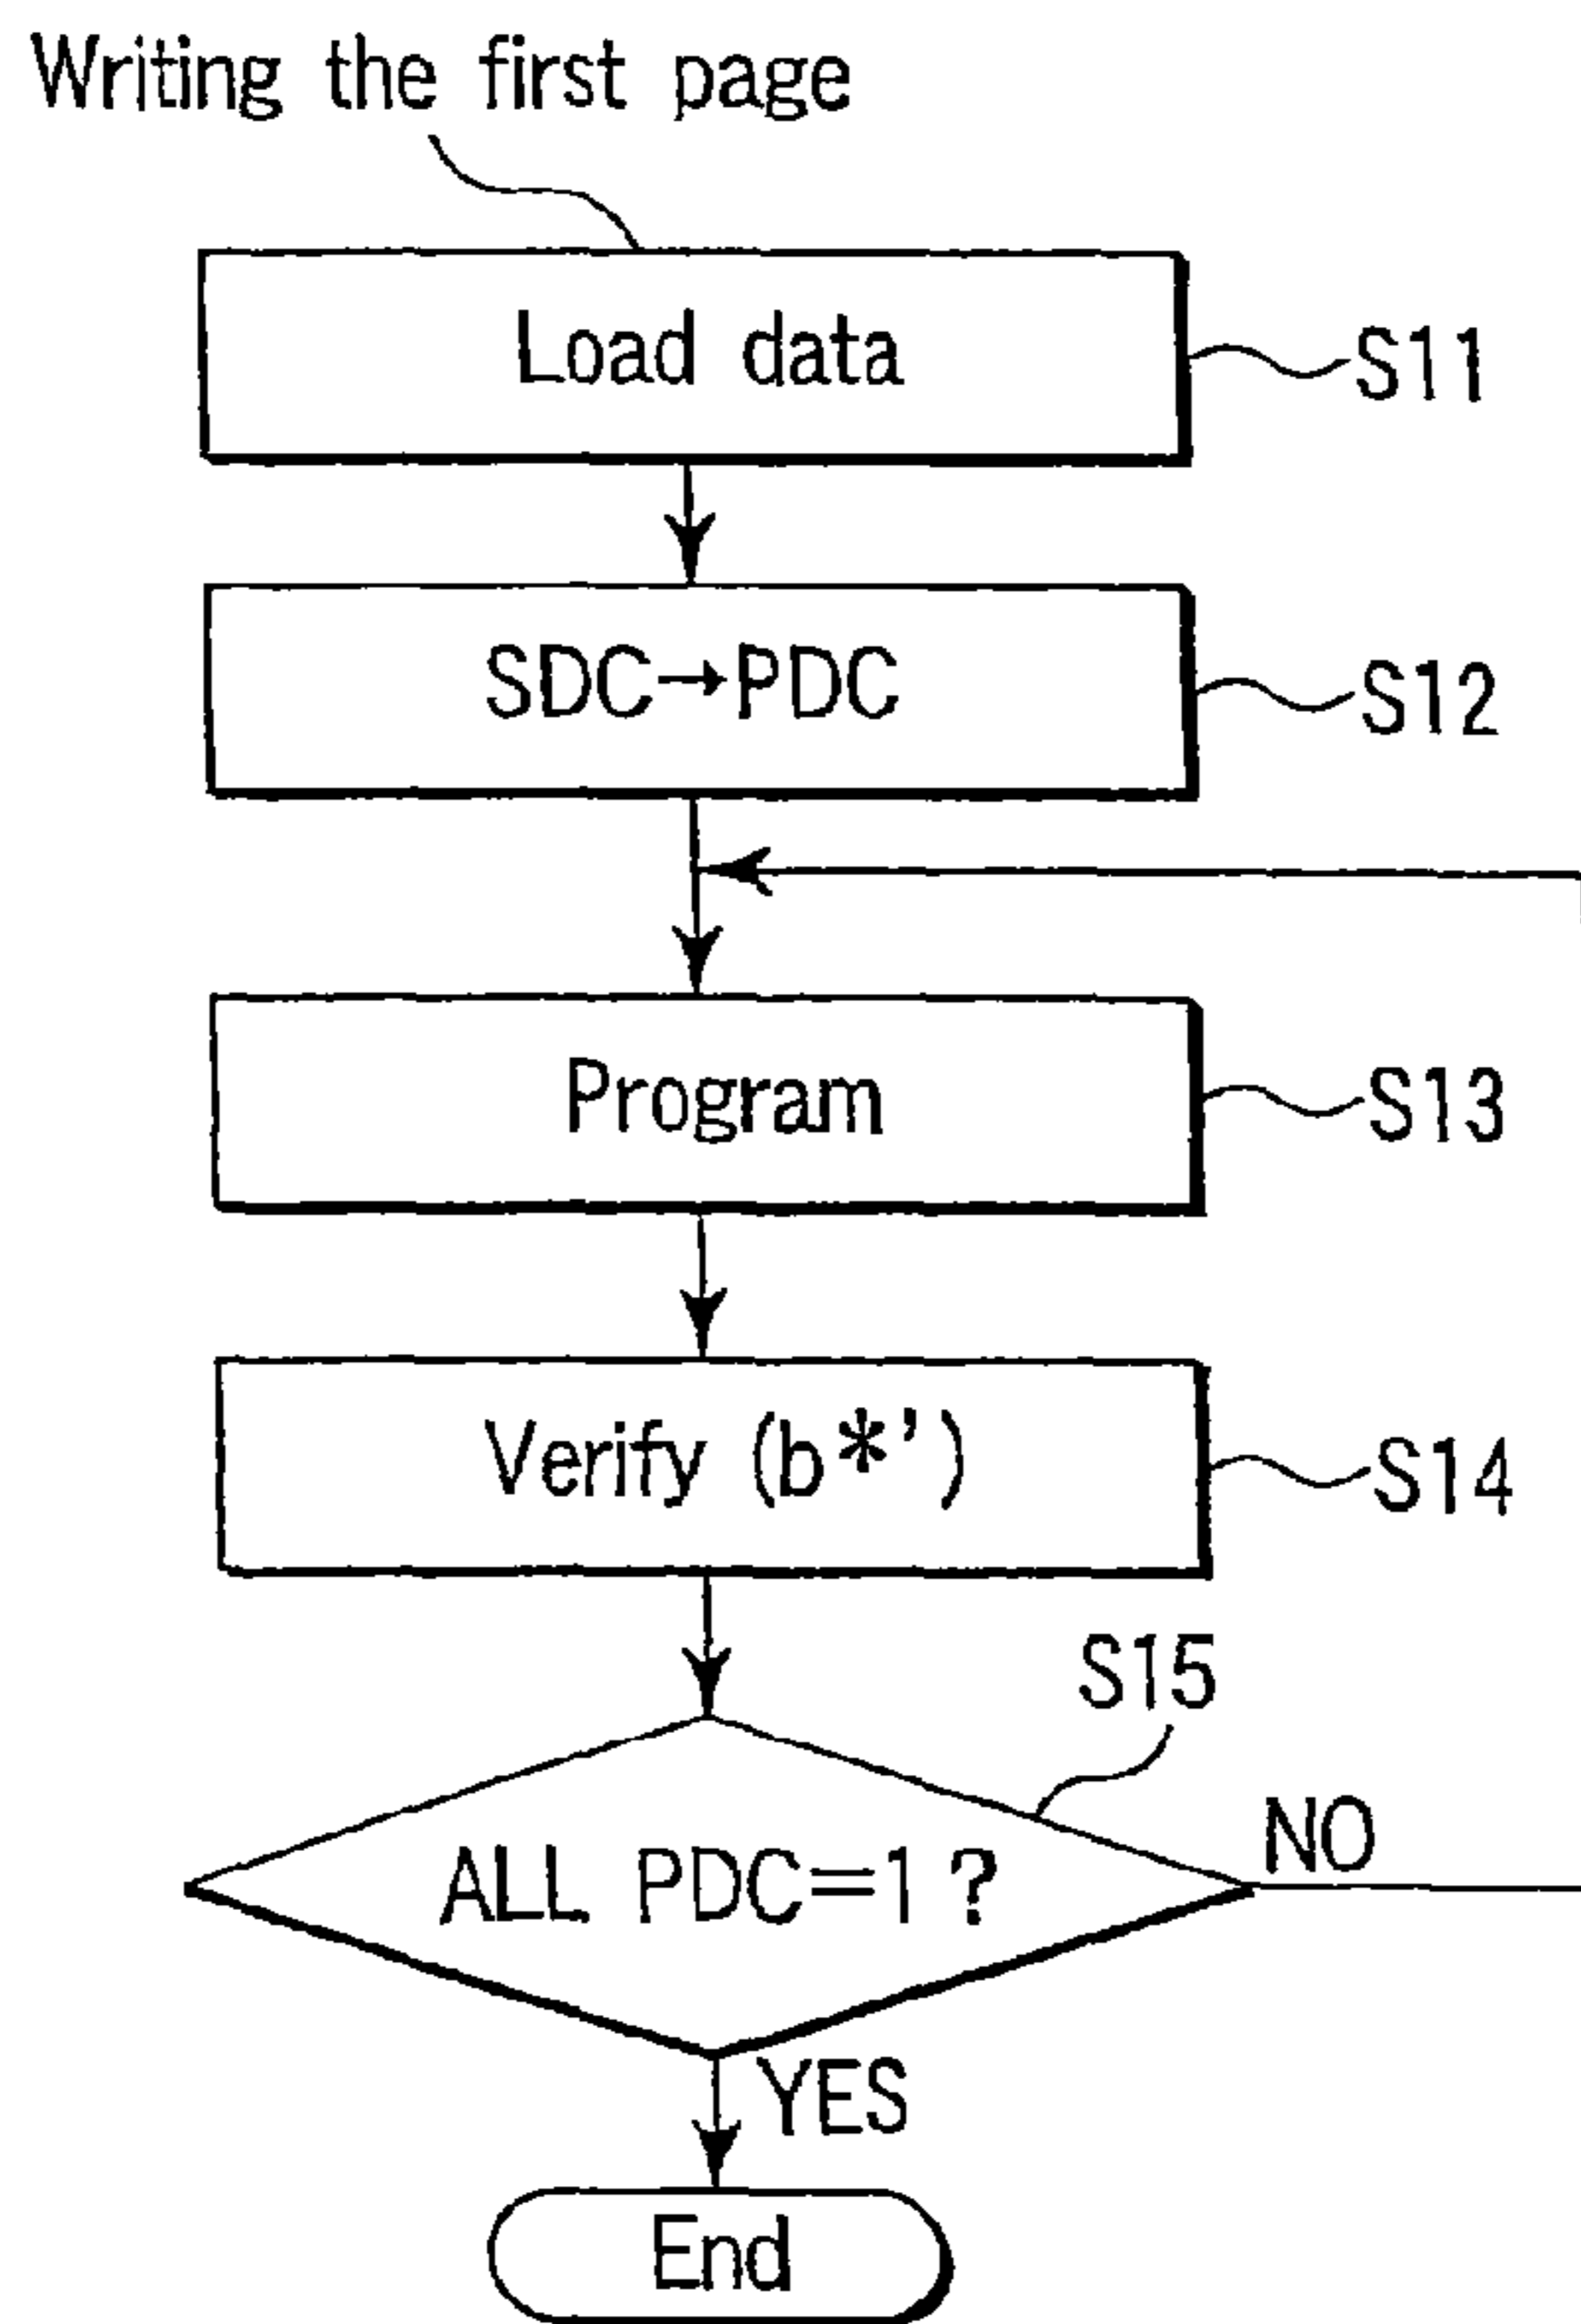 Writing the first page
Load data
S11
SDC→PDC
S12
Program
S13
Verify (b*’)
S14
S15
ALL PDC=1 ?
NO
YES
End